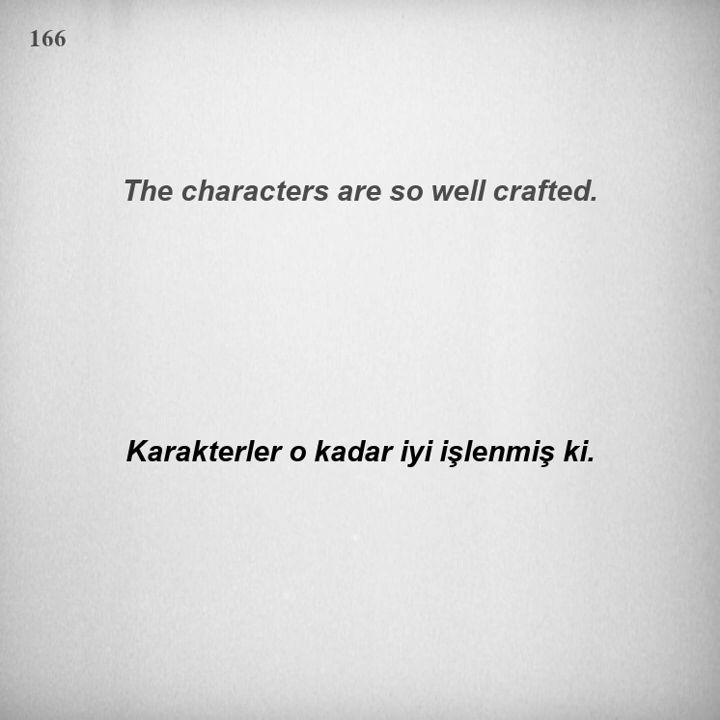 166
The characters are so well crafted.
Karakterler o kadar iyi işlenmiş ki.